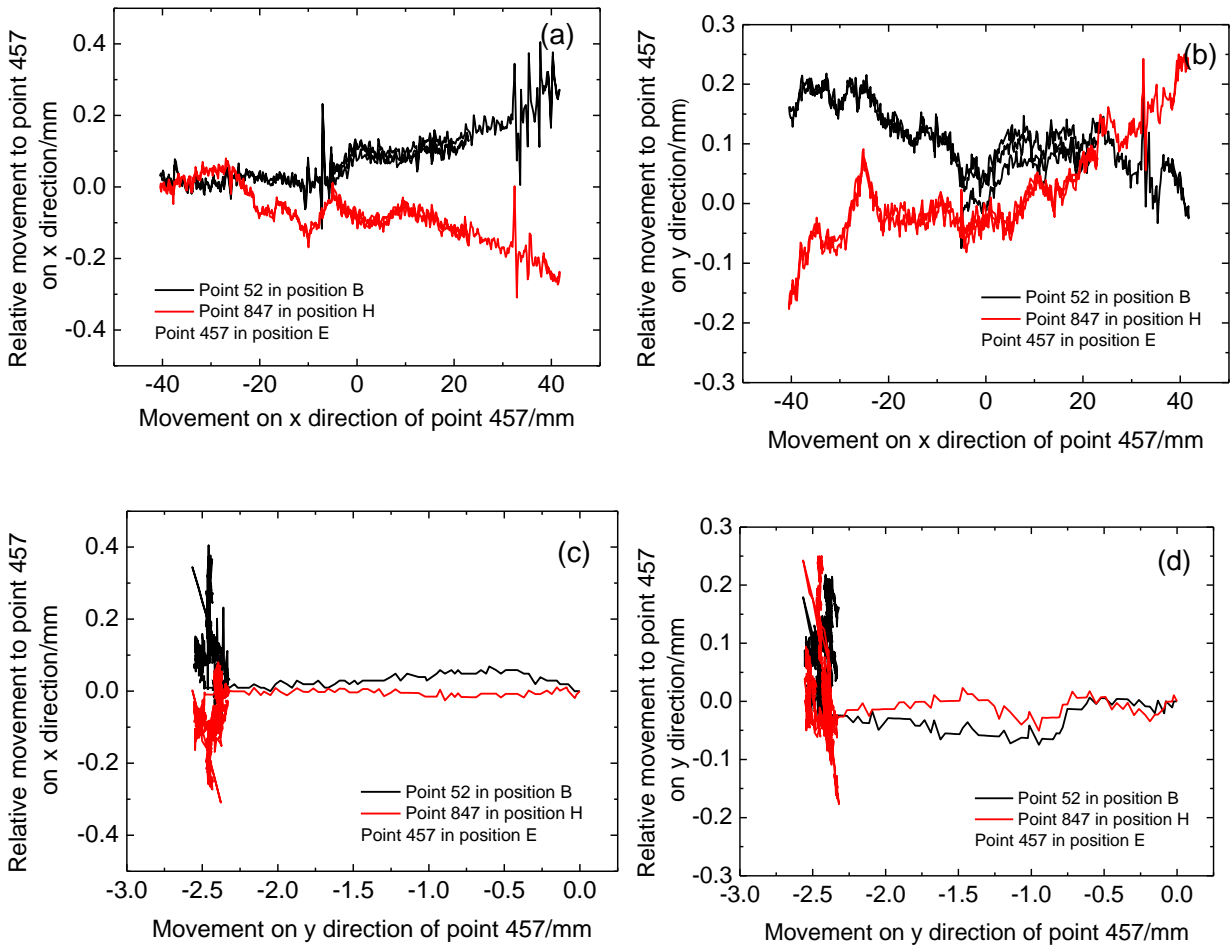 (a)
Relative movement to point 457
on x direction/mm
0.4
0.2
0.0
-0.2
-0.4
Point 52 in position B
Point 847 in position H
Point 457 in position E
-40 -20 0 20 40
Movement on x direction of point 457/mm
(b)
Relative movement to point 457
on y direction/mm)
0.3
0.2
0.1
0.0
-0.1
-0.2
-0.3
Point 52 in position B
Point 847 in position H
Point 457 in position E
-40 -20 0 20 40
Movement on x direction of point 457/mm
(c)
Relative movement to point 457
on x direction/mm
0.4
0.2
0.0
-0.2
-0.4
Point 52 in position B
Point 847 in position H
Point 457 in position E
-3.0 -2.5 -2.0 -1.5 -1.0 -0.5 0.0
Movement on y direction of point 457/mm
(d)
Relative movement to point 457
on y direction/mm
0.3
0.2
0.1
0.0
-0.1
-0.2
-0.3
Point 52 in position B
Point 847 in position H
Point 457 in position E
-3.0 -2.5 -2.0 -1.5 -1.0 -0.5 0.0
Movement on y direction of point 457/mm